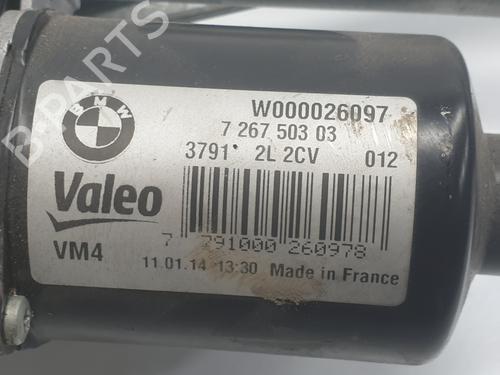 BMW
W000026097
7 267 503 03
3791 2L 2CV 012
Valeo
7 791000 260978
VM4
11.01.14 13:30 Made in France
B-PARTS